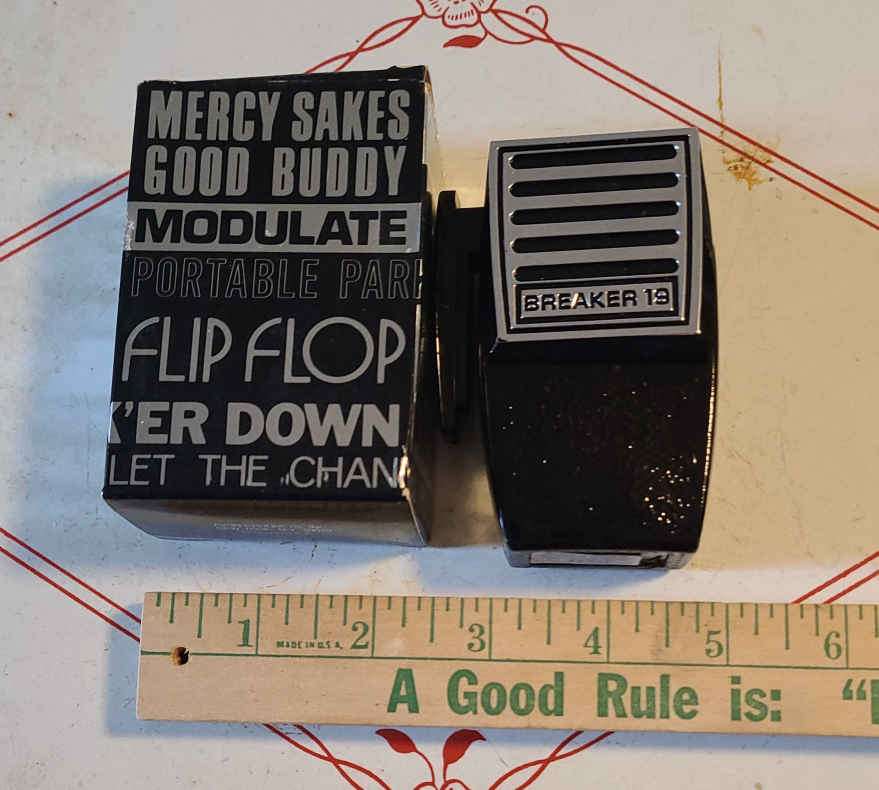 MERCY SAKES
GOOD BUDDY
MODULATE
PORTABLE PAR
FLIP FLOP
'ER DOWN
LET THE CHAN
BREAKER 19
1 2 3 4 5 6
MADE IN U.S.A.
A Good Rule is: "